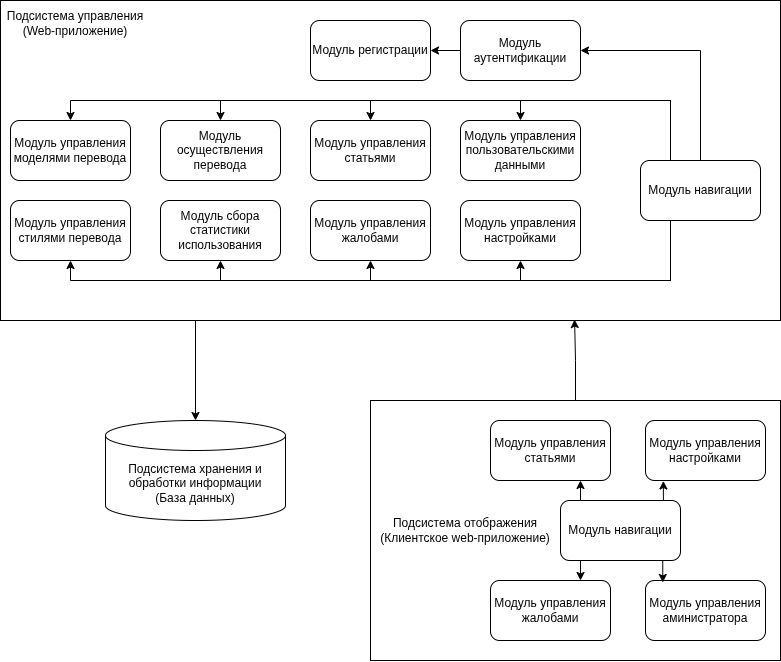 Подсистема управления
(Web-приложение)
Модуль регистрации
Модуль
аутентификации
Модуль управления
моделями перевода
Модуль
осуществления
перевода
Модуль управления
статьями
Модуль управления
пользовательскими
данными
Модуль навигации
Модуль управления
стилями перевода
Модуль сбора
статистики
использования
Модуль управления
жалобами
Модуль управления
настройками
Подсистема хранения и
обработки информации
(База данных)
Подсистема отображения
(Клиентское web-приложение)
Модуль управления
статьями
Модуль управления
настройками
Модуль навигации
Модуль управления
жалобами
Модуль управления
аминистратора